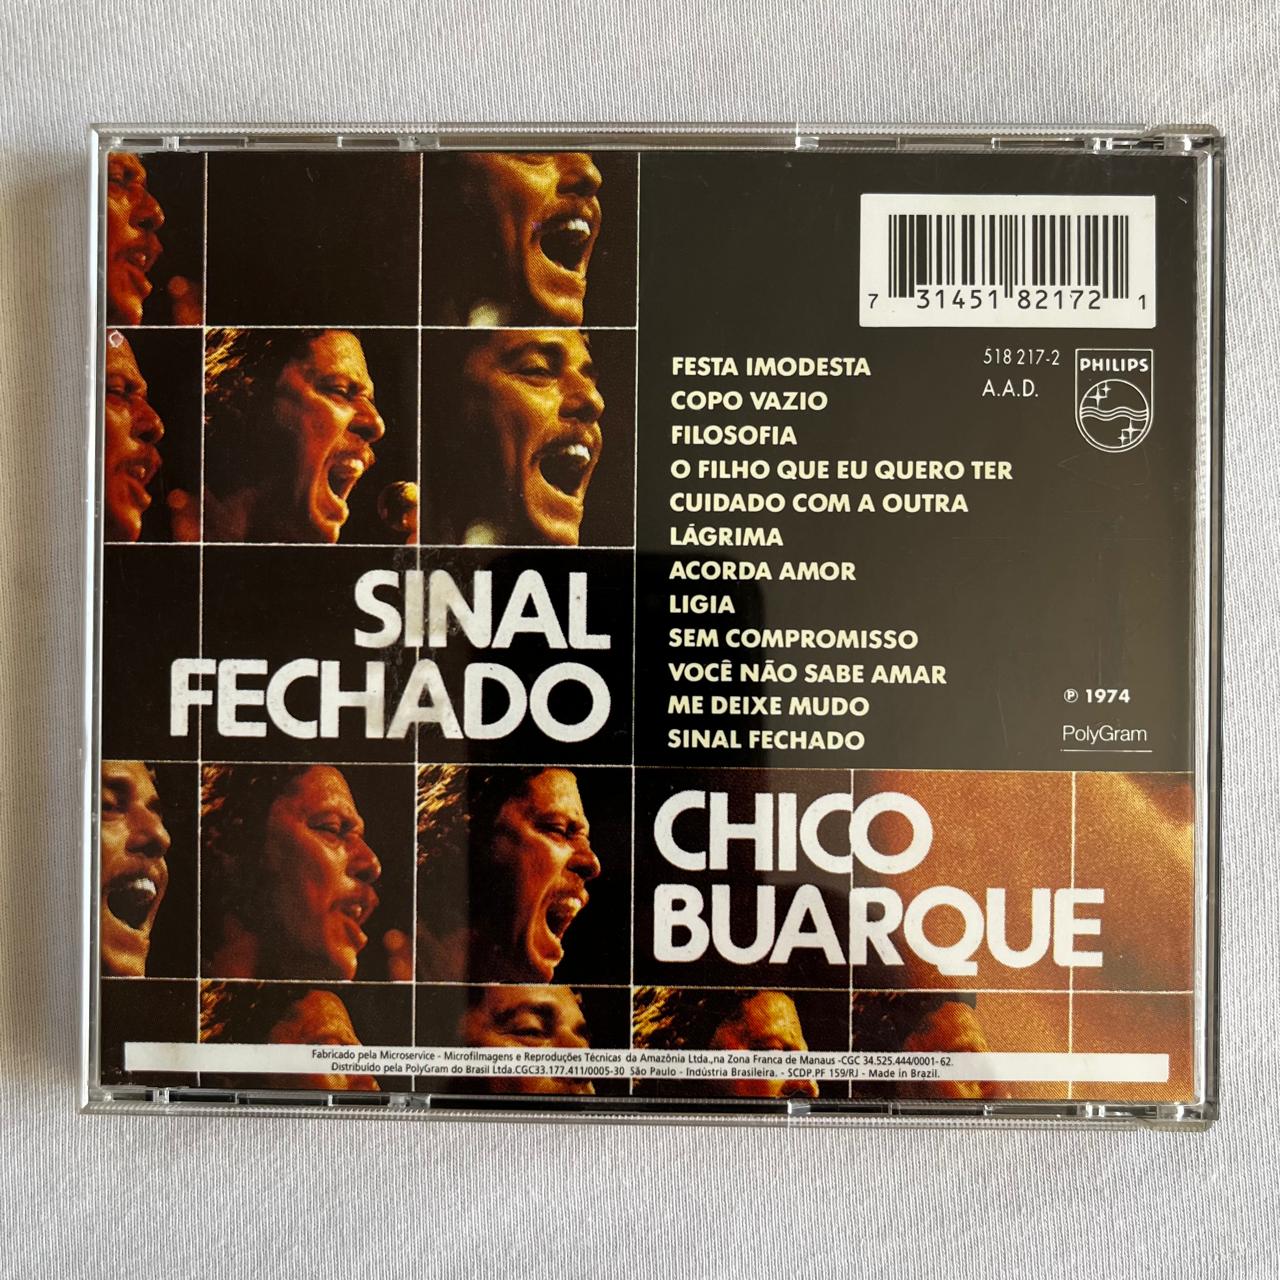 7 31451 82172 1
518 217-2
A.A.D.
PHILIPS
FESTA IMODESTA
COPO VAZIO
FILOSOFIA
O FILHO QUE EU QUERO TER
CUIDADO COM A OUTRA
LÁGRIMA
ACORDA AMOR
LIGIA
SEM COMPROMISSO
VOCÊ NÃO SABE AMAR
ME DEIXE MUDO
SINAL FECHADO
℗ 1974
PolyGram
SINAL
FECHADO
CHICO
BUARQUE
Fabricado pela Microservice - Microfilmagens e Reproduções Técnicas da Amazônia Ltda.,na Zona Franca de Manaus -CGC 34.525.444/0001-62.
Distribuído pela PolyGram do Brasil Ltda.CGC33.177.411/0005-30 São Paulo - Indústria Brasileira. - SCDP.PF 159/RJ - Made in Brazil.